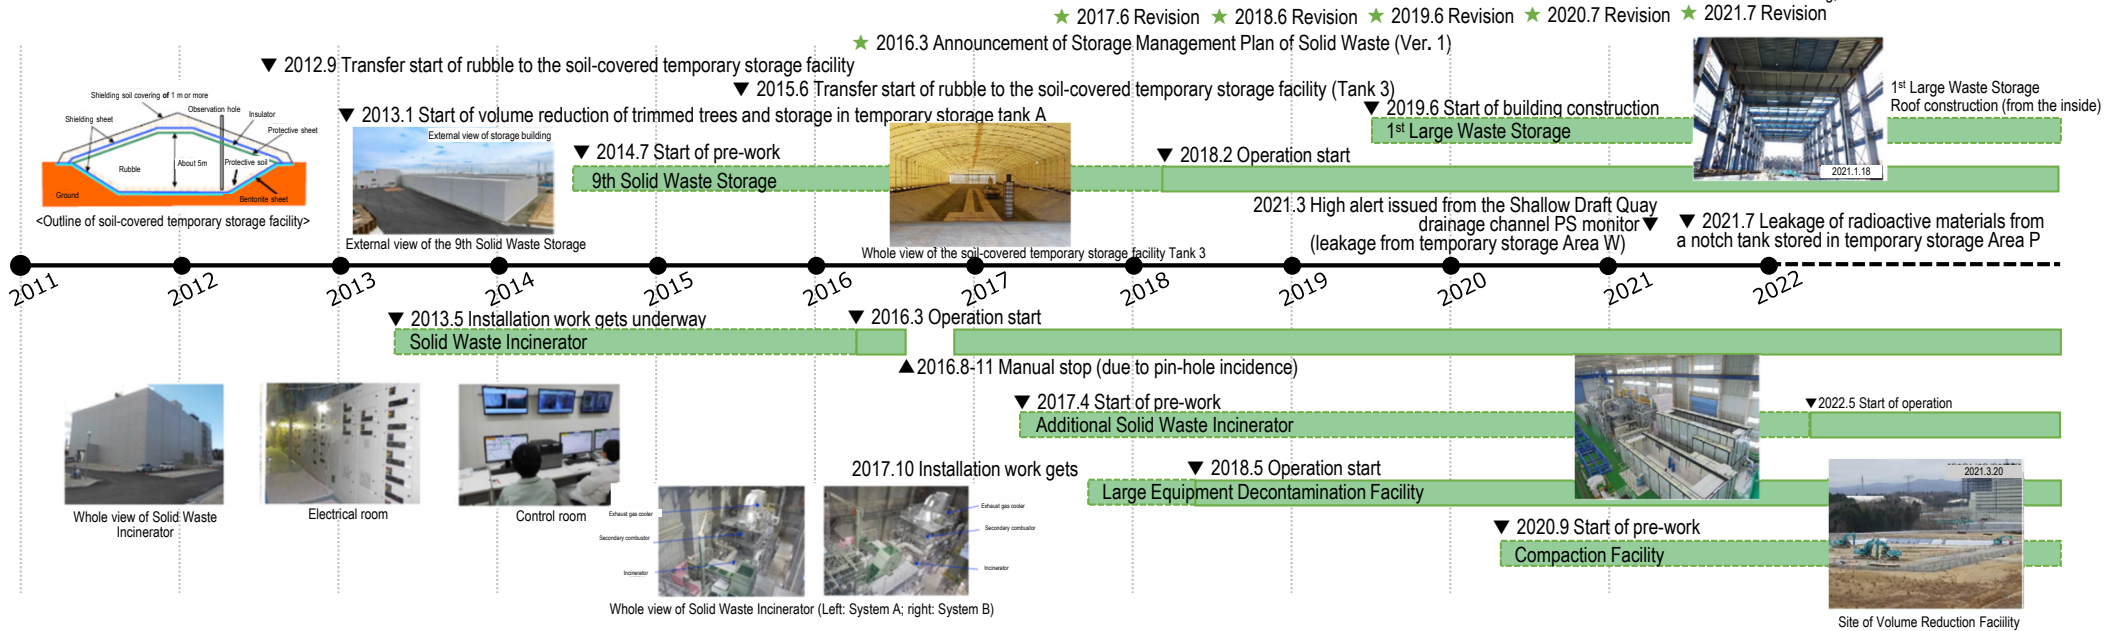 ★ 2017.6 Revision ★ 2018.6 Revision ★ 2019.6 Revision ★ 2020.7 Revision ★ 2021.7 Revision
★ 2016.3 Announcement of Storage Management Plan of Solid Waste (Ver. 1)
▼ 2012.9 Transfer start of rubble to the soil-covered temporary storage facility
▼ 2015.6 Transfer start of rubble to the soil-covered temporary storage facility (Tank 3)
▼ 2013.1 Start of volume reduction of trimmed trees and storage in temporary storage tank A
Shielding soil covering of 1 m or more
Observation hole
Shielding sheet
Insulator
Protective sheet
About 5m
Protective soil
Rubble
Ground
Bentonite sheet
<Outline of soil-covered temporary storage facility>
External view of storage building
External view of the 9th Solid Waste Storage
▼ 2014.7 Start of pre-work
9th Solid Waste Storage
Whole view of the soil-covered temporary storage facility Tank 3
▼ 2018.2 Operation start
▼ 2019.6 Start of building construction
1st Large Waste Storage
2021.1.18
1st Large Waste Storage
Roof construction (from the inside)
2021.3 High alert issued from the Shallow Draft Quay
drainage channel PS monitor ▼
(leakage from temporary storage Area W)
▼ 2021.7 Leakage of radioactive materials from
a notch tank stored in temporary storage Area P
2011
2012
2013
2014
2015
2016
2017
2018
2019
2020
2021
2022
▼ 2013.5 Installation work gets underway
Solid Waste Incinerator
▼ 2016.3 Operation start
▲2016.8-11 Manual stop (due to pin-hole incidence)
▼ 2017.4 Start of pre-work
Additional Solid Waste Incinerator
▼2022.5 Start of operation
2017.10 Installation work gets
▼ 2018.5 Operation start
Large Equipment Decontamination Facility
▼ 2020.9 Start of pre-work
Compaction Facility
2021.3.20
Site of Volume Reduction Faciility
Whole view of Solid Waste
Incinerator
Electrical room
Control room
Exhaust gas cooler
Secondary combustor
Incinerator
Exhaust gas cooler
Secondary combustor
Incinerator
Whole view of Solid Waste Incinerator (Left: System A; right: System B)